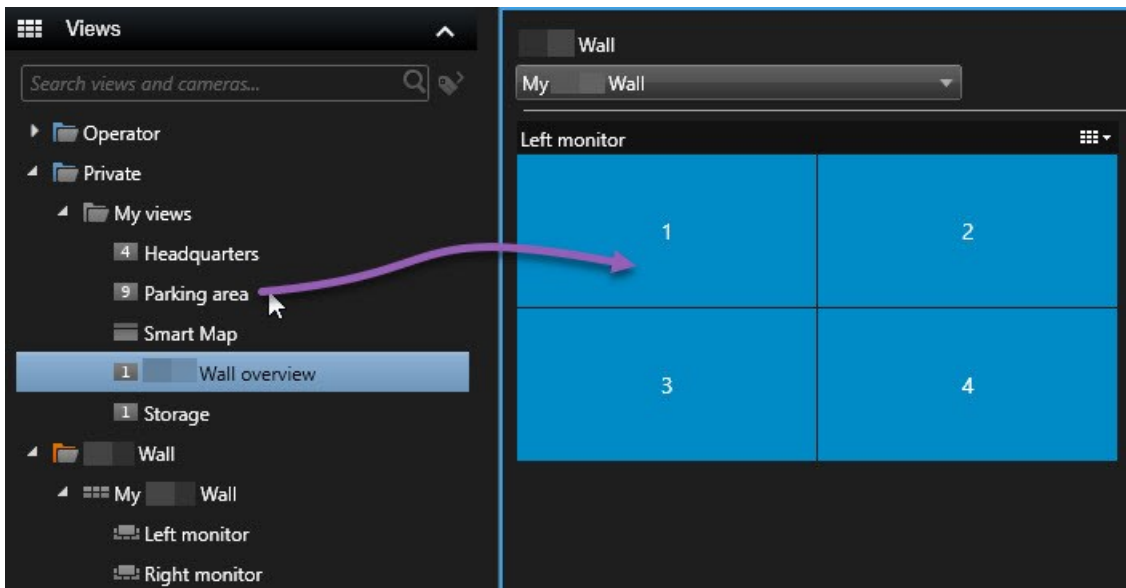 Views
Search views and cameras...
Operator
Private
My views
4 Headquarters
9 Parking area
Smart Map
1 Wall overview
1 Storage
Wall
My Wall
Left monitor
Right monitor
Wall
My Wall
Left monitor
1 2
3 4